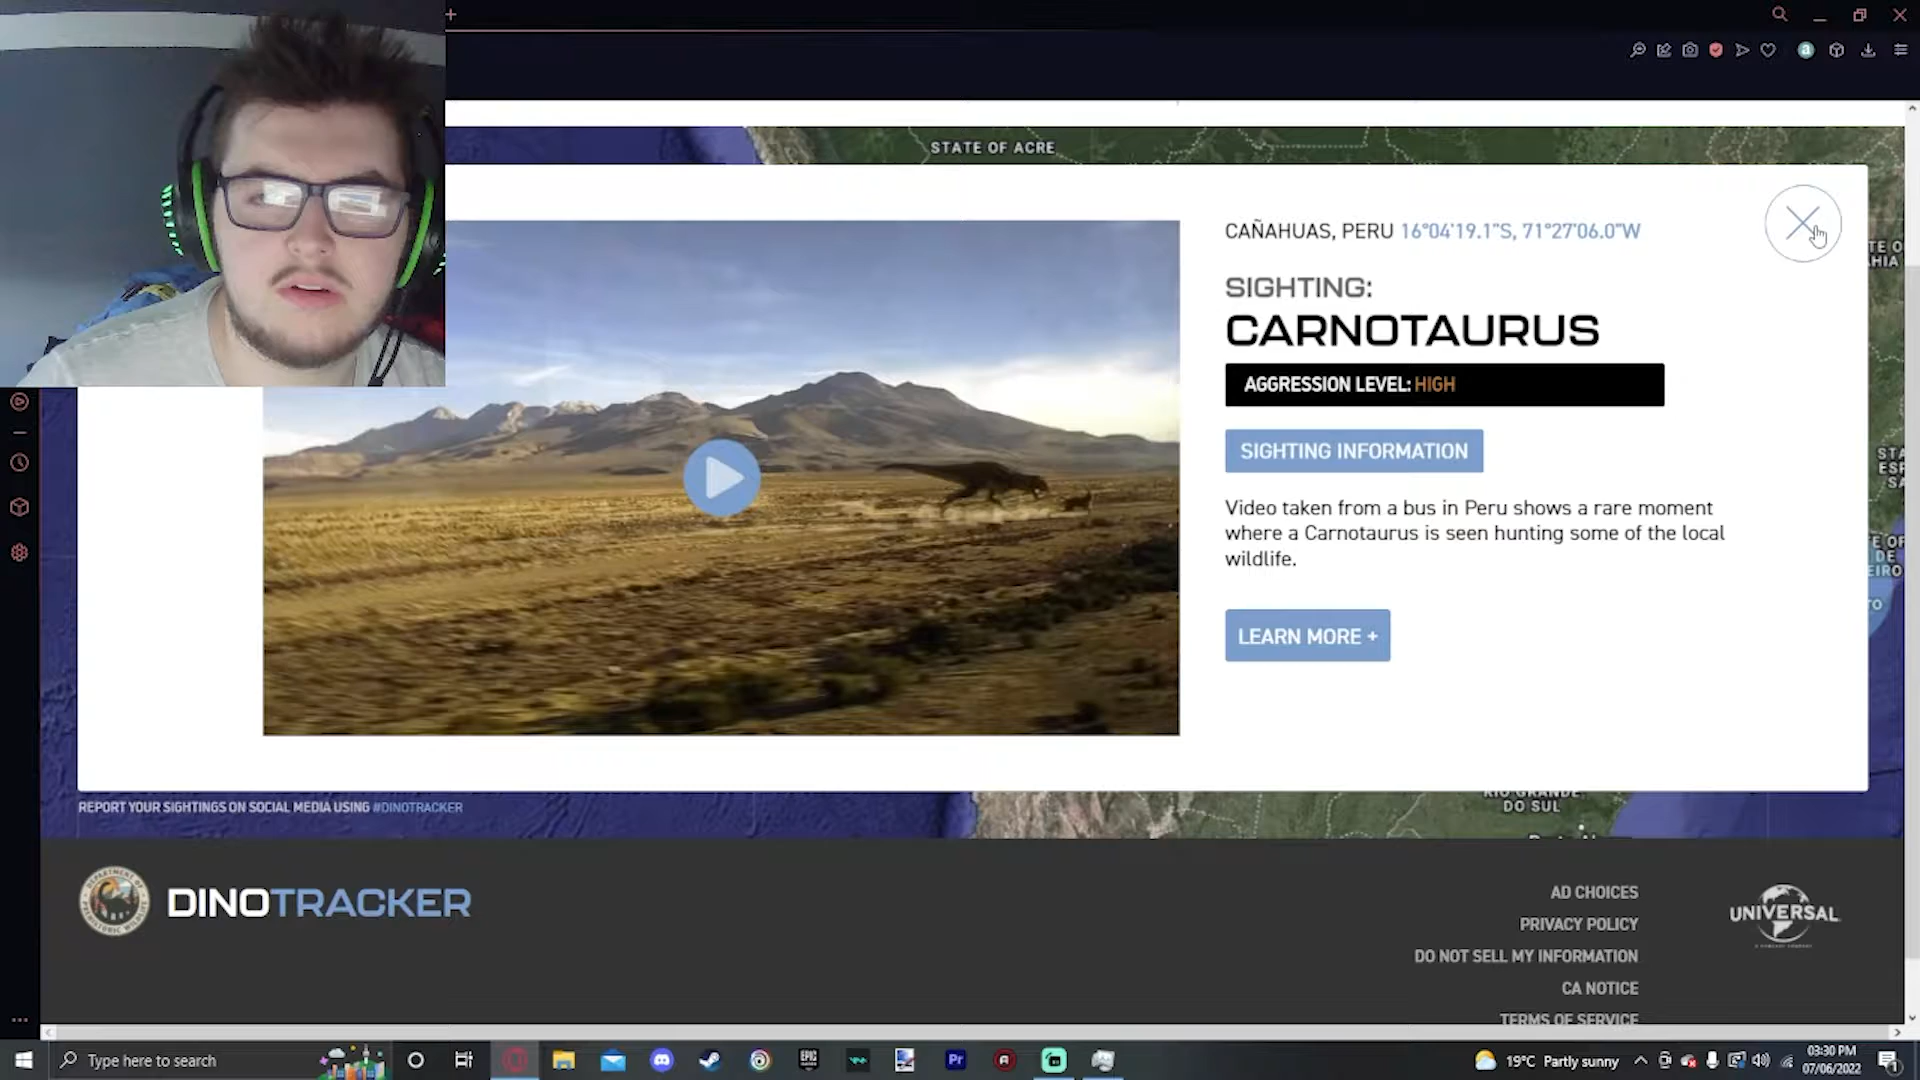 STATE OF ACRE
CAÑAHUAS, PERU 16°04'19.1"S, 71°27'06.0"W
SIGHTING:
CARNOTAURUS
AGGRESSION LEVEL: HIGH
SIGHTING INFORMATION
Video taken from a bus in Peru shows a rare moment
where a Carnotaurus is seen hunting some of the local
wildlife.
LEARN MORE +
DO SUL
REPORT YOUR SIGHTINGS ON SOCIAL MEDIA USING #DINOTRACKER
DINOTRACKER
AD CHOICES
PRIVACY POLICY
DO NOT SELL MY INFORMATION
CA NOTICE
TERMS OF SERVICE
UNIVERSAL
Type here to search
EPIC
Pr
19°C Partly sunny
03:30 PM
07/06/2022